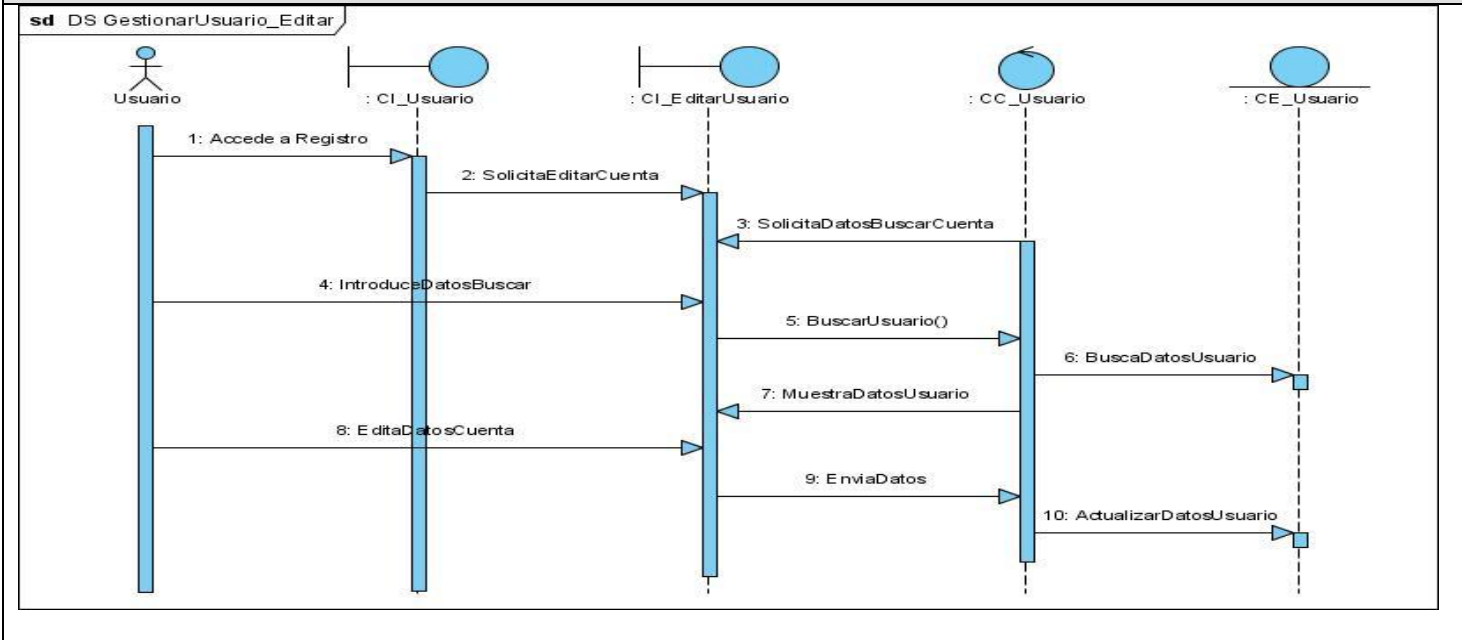 sd DS GestionarUsuario_Editar
Usuario
: CI_Usuario
: CI_EditarUsuario
: CC_Usuario
: CE_Usuario
1: Accede a Registro
2: SolicitaEditarCuenta
3: SolicitaDatosBuscarCuenta
4: IntroduceDatosBuscar
5: BuscarUsuario()
6: BuscaDatosUsuario
7: MuestraDatosUsuario
8: EditaDatosCuenta
9: EnviaDatos
10: ActualizarDatosUsuario